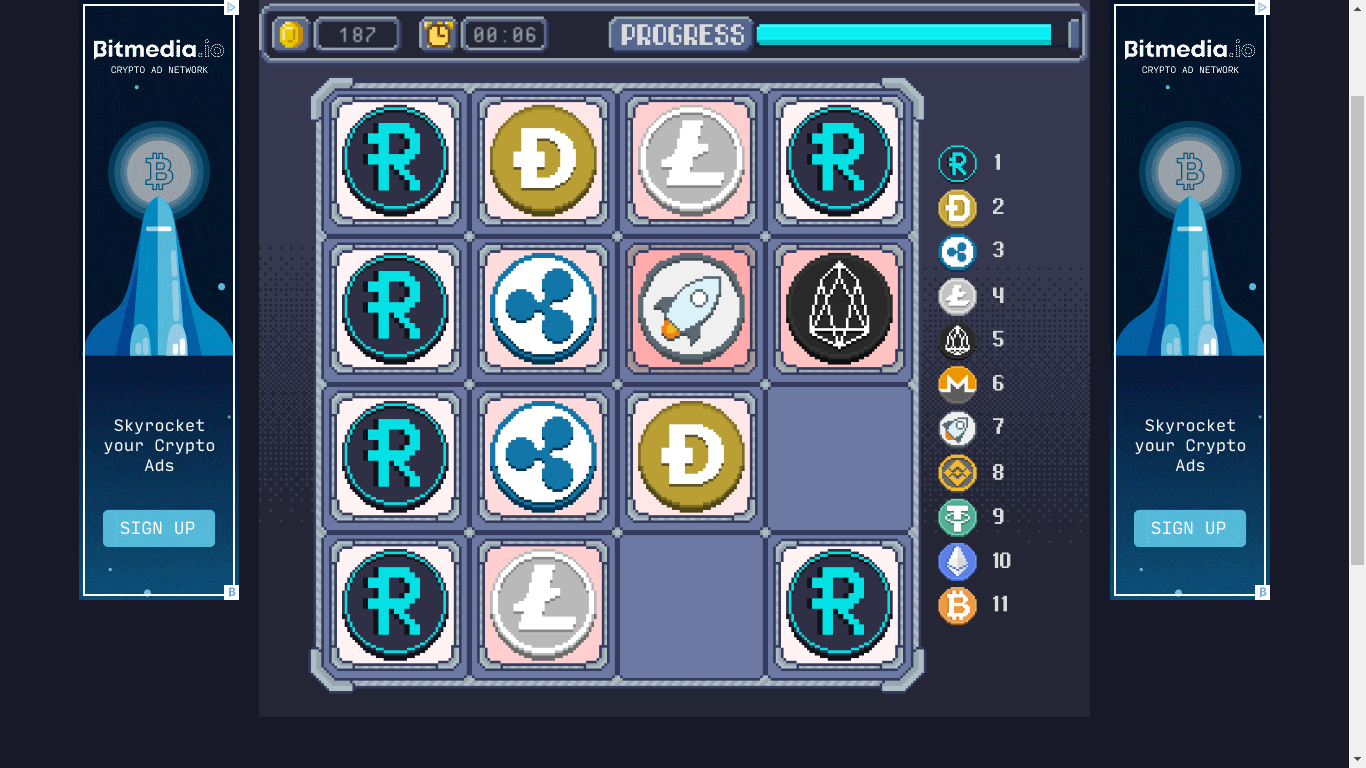 187
00:06
PROGRESS
Bitmedia.io
CRYPTO AD NETWORK
Skyrocket
your Crypto
Ads
SIGN UP
1
2
3
4
5
6
7
8
9
10
11
Bitmedia.io
CRYPTO AD NETWORK
Skyrocket
your Crypto
Ads
SIGN UP